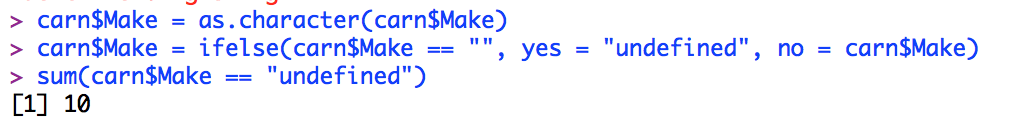 > carn$Make = as.character(carn$Make)
> carn$Make = ifelse(carn$Make == "", yes = "undefined", no = carn$Make)
> sum(carn$Make == "undefined")
[1] 10